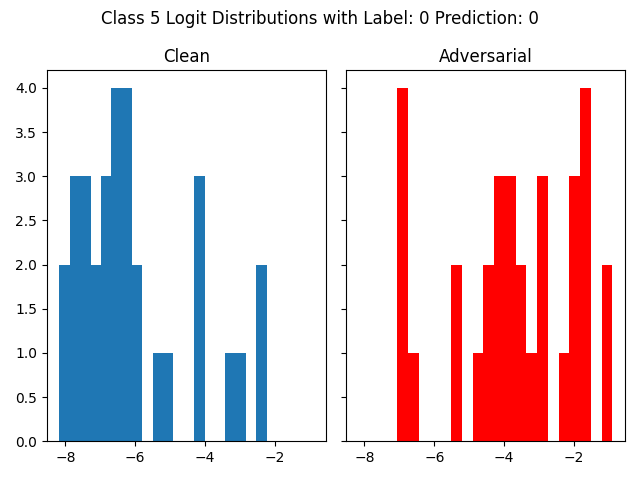 Class 5 Logit Distributions with Label: 0 Prediction: 0
Clean
Adversarial
4.0
3.5
3.0
2.5
2.0
1.5
1.0
0.5
0.0
−8 −6 −4 −2
−8 −6 −4 −2